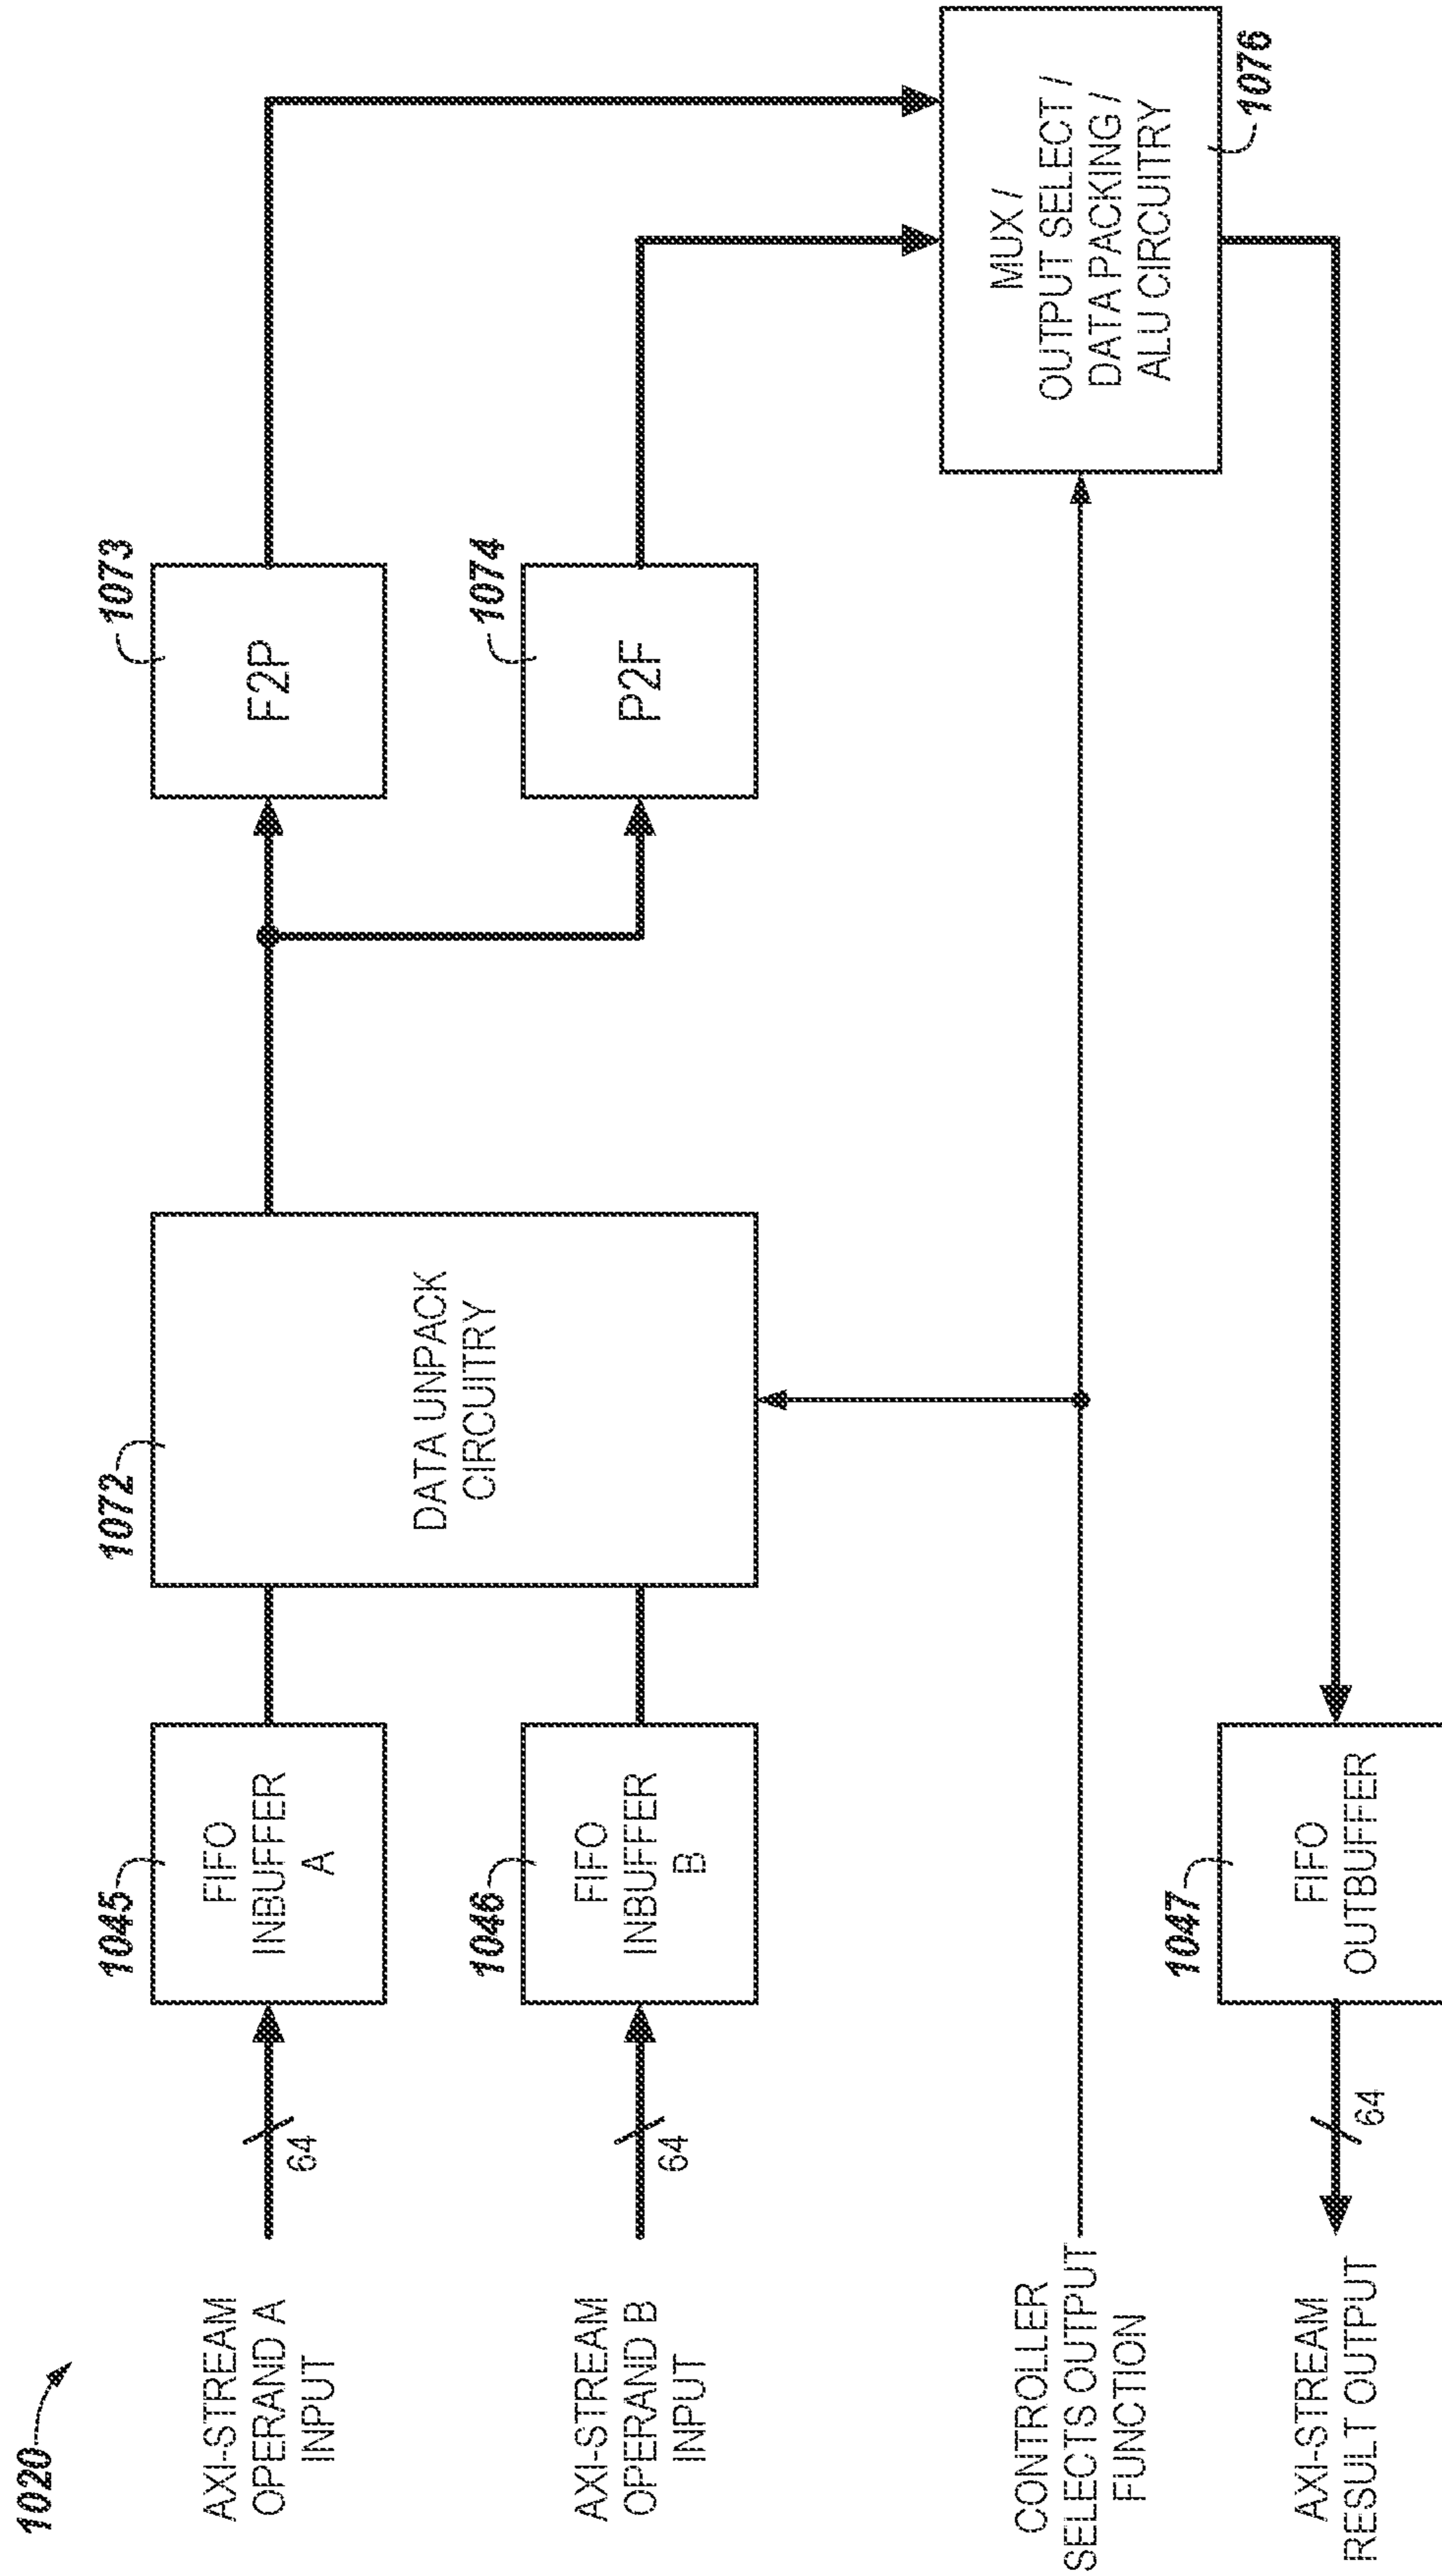 1020
AXI-STREAM
OPERAND A
INPUT
64
1045
FIFO
INBUFFER
A
1072
DATA UNPACK
CIRCUITRY
1073
F2P
AXI-STREAM
OPERAND B
INPUT
64
1046
FIFO
INBUFFER
B
1074
P2F
CONTROLLER
SELECTS OUTPUT
FUNCTION
MUX /
OUTPUT SELECT /
DATA PACKING /
ALU CIRCUITRY
1076
AXI-STREAM
RESULT OUTPUT
64
1047
FIFO
OUTBUFFER